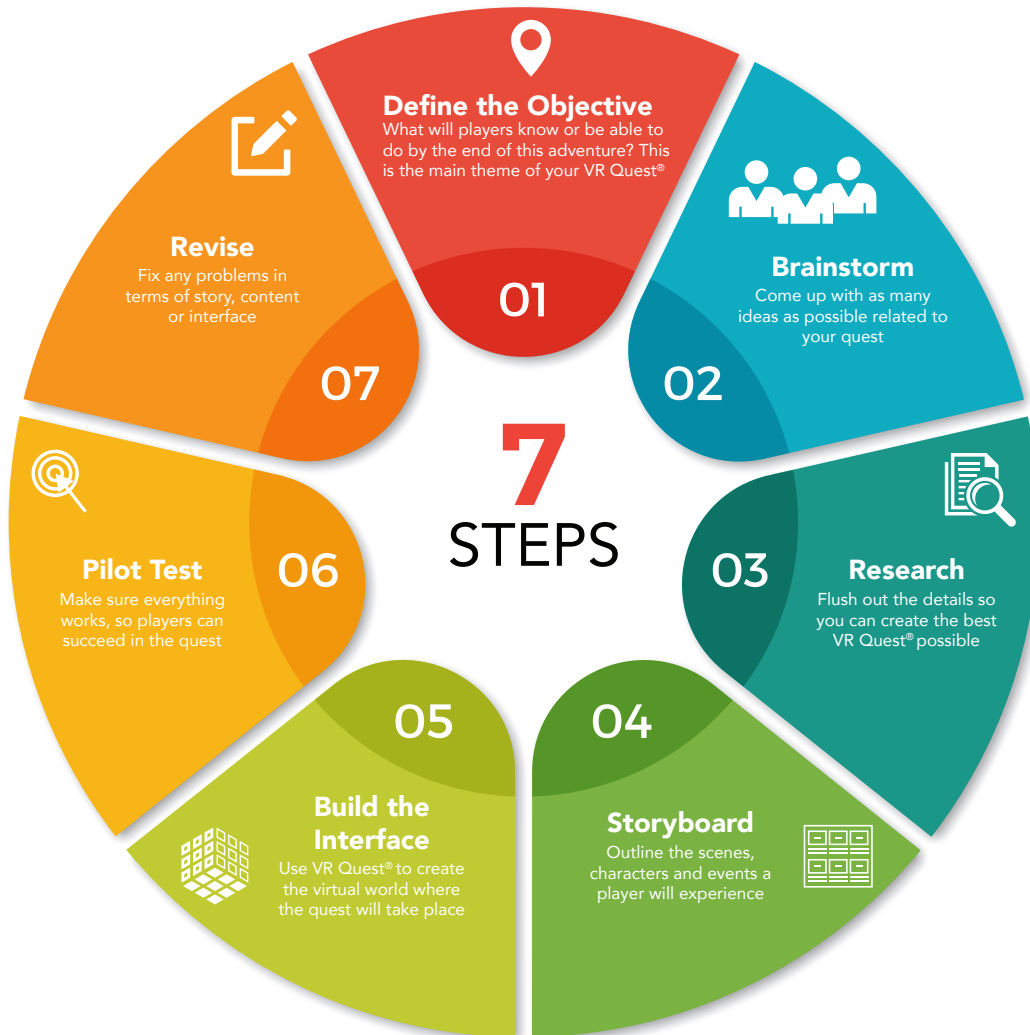 Define the Objective
What will players know or be able to
do by the end of this adventure? This
is the main theme of your VR Quest®
01
Brainstorm
Come up with as many
ideas as possible related to
your quest
02
Research
Flush out the details so
you can create the best
VR Quest® possible
03
Storyboard
Outline the scenes,
characters and events a
player will experience
04
Build the
Interface
Use VR Quest® to create
the virtual world where
the quest will take place
05
Pilot Test
Make sure everything
works, so players can
succeed in the quest
06
Revise
Fix any problems in
terms of story, content
or interface
07
7
STEPS